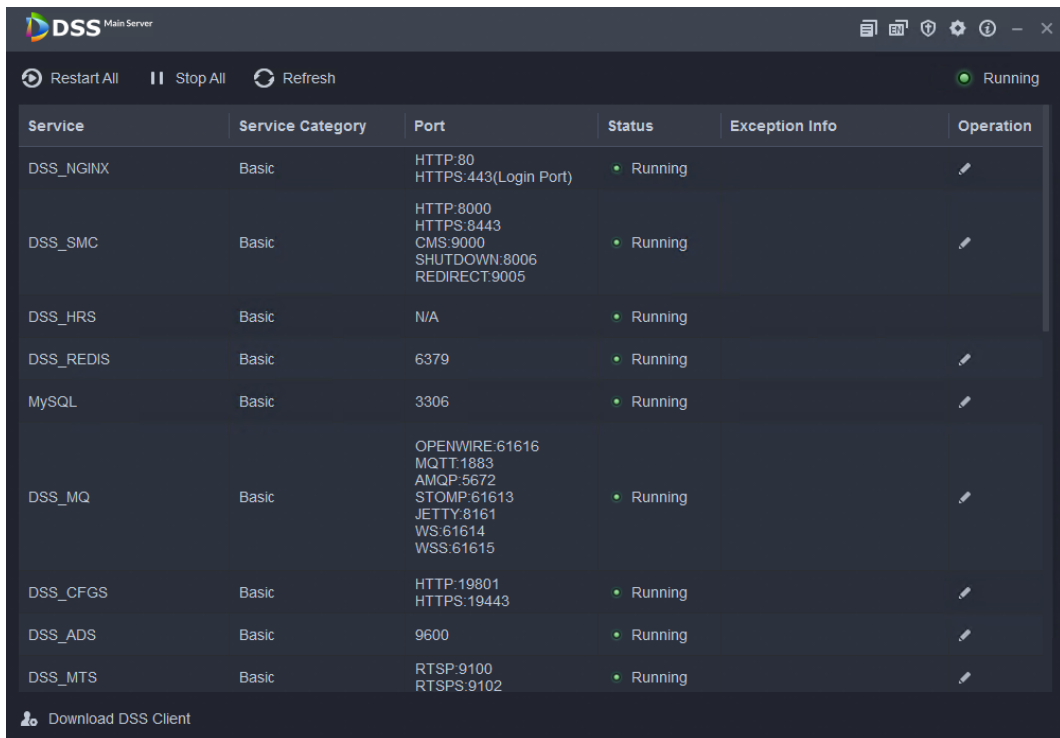 DSS Main Server
EN
Restart All Stop All Refresh Running
Service Service Category Port Status Exception Info Operation
DSS_NGINX Basic HTTP:80 Running
HTTPS:443(Login Port)
HTTP:8000
HTTPS:8443
DSS_SMC Basic CMS:9000 Running
SHUTDOWN:8006
REDIRECT:9005
DSS_HRS Basic N/A Running
DSS_REDIS Basic 6379 Running
MySQL Basic 3306 Running
OPENWIRE:61616
MQTT:1883
AMQP:5672
DSS_MQ Basic STOMP:61613 Running
JETTY:8161
WS:61614
WSS:61615
DSS_CFGS Basic HTTP:19801 Running
HTTPS:19443
DSS_ADS Basic 9600 Running
DSS_MTS Basic RTSP:9100 Running
RTSPS:9102
Download DSS Client